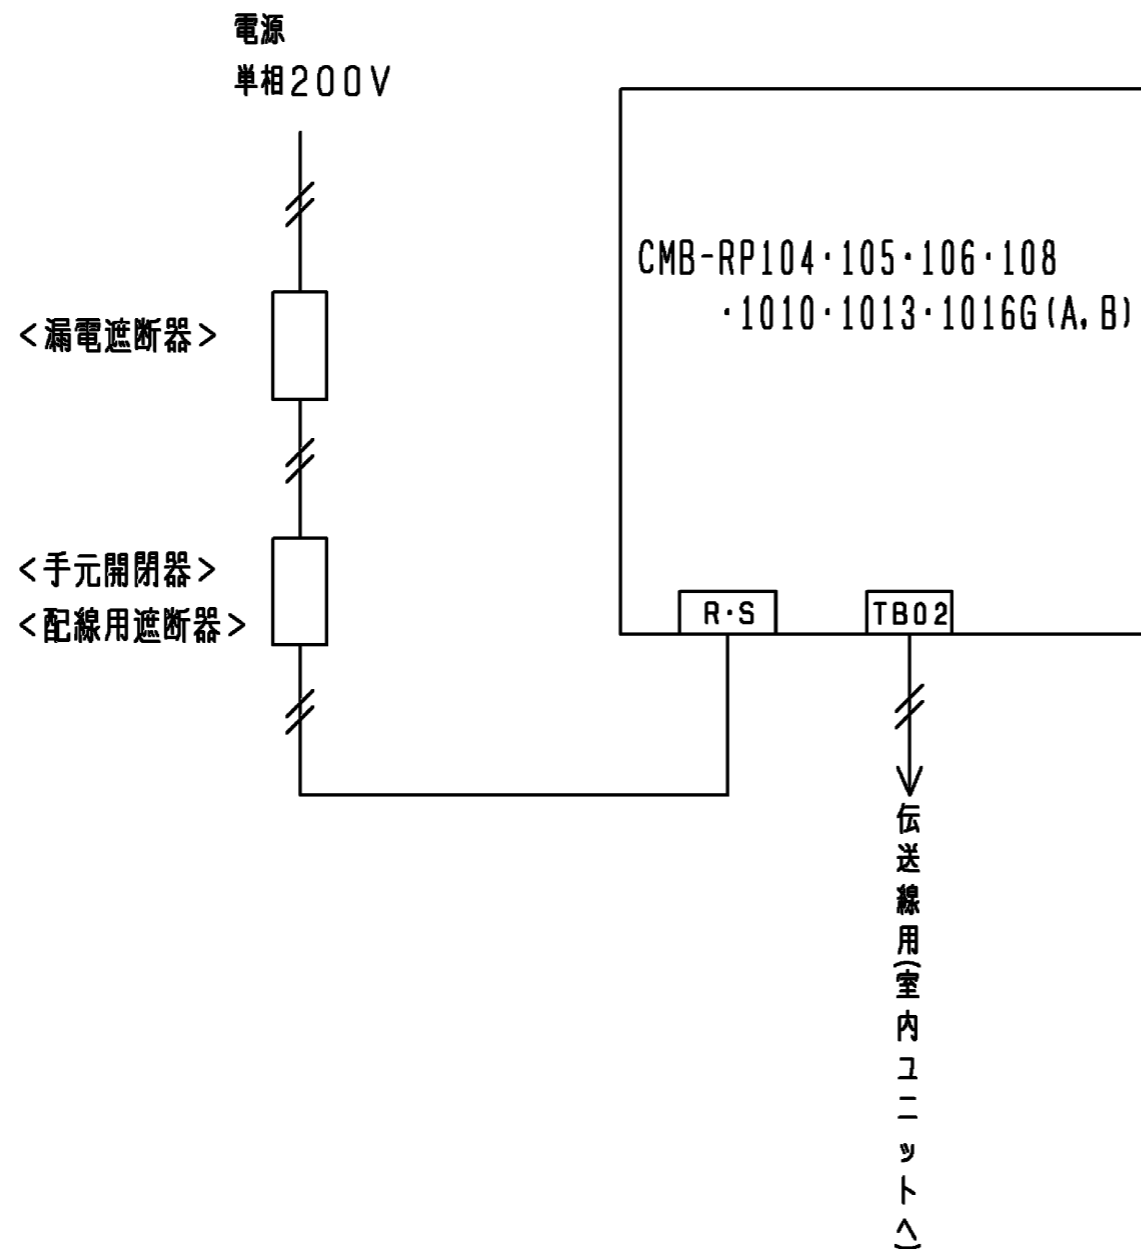 電源
単相200V
CMB-RP104・105・106・108
・1010・1013・1016G(A,B)
<漏電遮断器>
<手元開閉器>
<配線用遮断器>
R・S
TB02
伝送線用(室内ユニットへ)